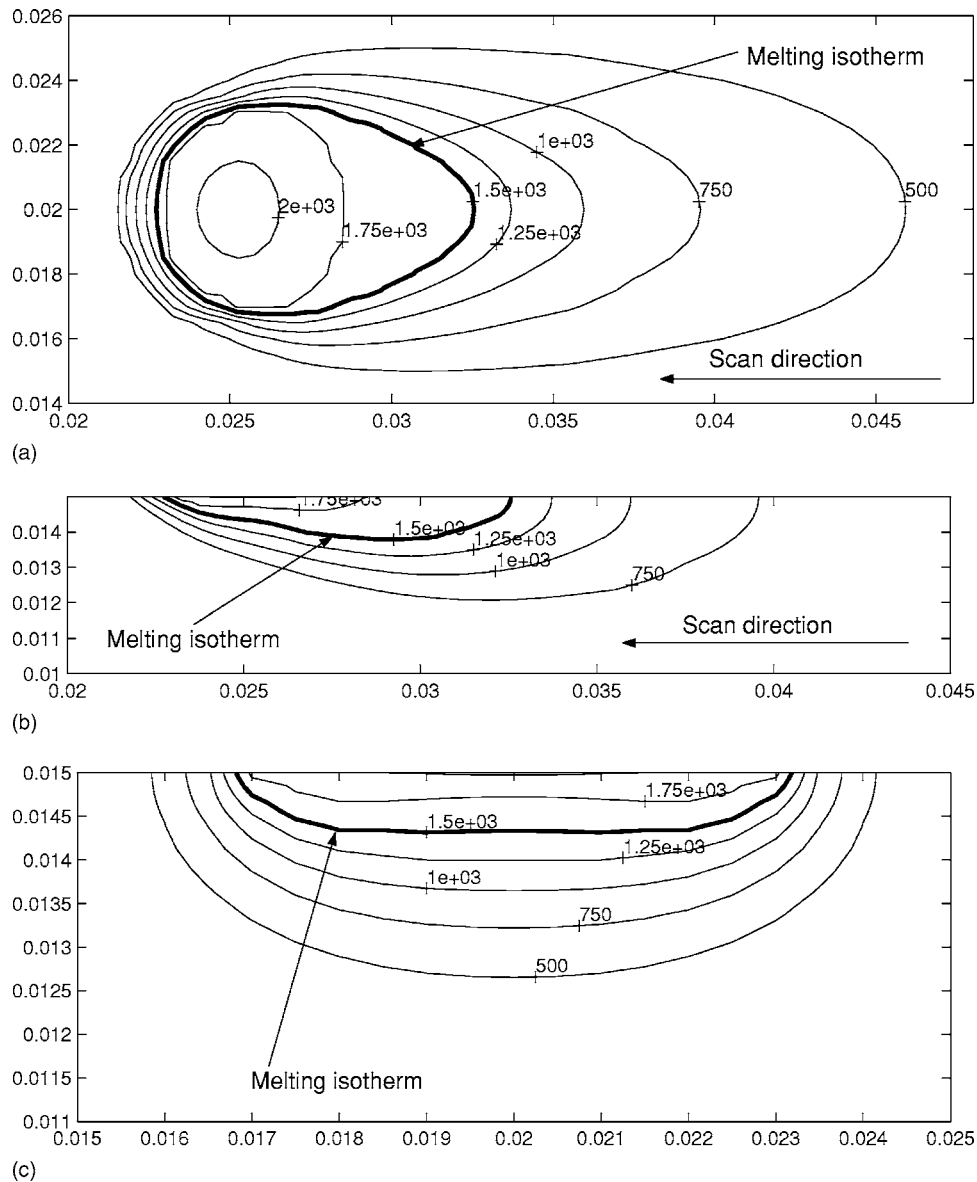 0.026
Melting isotherm
0.024
0.022
1e+03
0.02
2e+03
1.5e+03
750
500
1.75e+03
1.25e+03
0.018
0.016
Scan direction
0.014
0.02 0.025 0.03 0.035 0.04 0.045
(a)
1.75e+03
0.014
1.5e+03
1.25e+03
0.013
1e+03
750
0.012
0.011
Melting isotherm
Scan direction
0.01
0.02 0.025 0.03 0.035 0.04 0.045
(b)
0.015
1.75e+03
0.0145
1.5e+03
1.25e+03
0.014
1e+03
0.0135
750
0.013
500
0.0125
0.012
0.0115
Melting isotherm
0.011
0.015 0.016 0.017 0.018 0.019 0.02 0.021 0.022 0.023 0.024 0.025
(c)